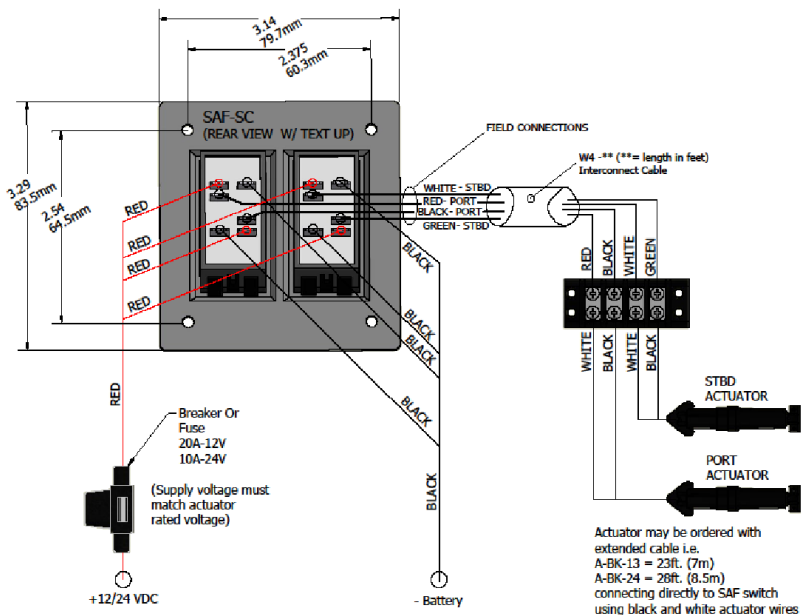 3.14
79.7mm
2.375
60.3mm
SAF-SC
(REAR VIEW W/ TEXT UP)
FIELD CONNECTIONS
W4 -** (**= length in feet)
Interconnect Cable
3.29
83.5mm
2.54
64.5mm
WHITE - STBD
RED- PORT
BLACK- PORT
GREEN- STBD
RED
RED
RED
RED
BLACK
RED
BLACK
WHITE
GREEN
BLACK
BLACK
WHITE
BLACK
WHITE
BLACK
STBD
ACTUATOR
RED
BLACK
Breaker Or
Fuse
20A-12V
10A-24V
(Supply voltage must
match actuator
rated voltage)
BLACK
PORT
ACTUATOR
Actuator may be ordered with
extended cable i.e.
A-BK-13 = 23ft. (7m)
A-BK-24 = 28ft. (8.5m)
connecting directly to SAF switch
using black and white actuator wires
+12/24 VDC
- Battery